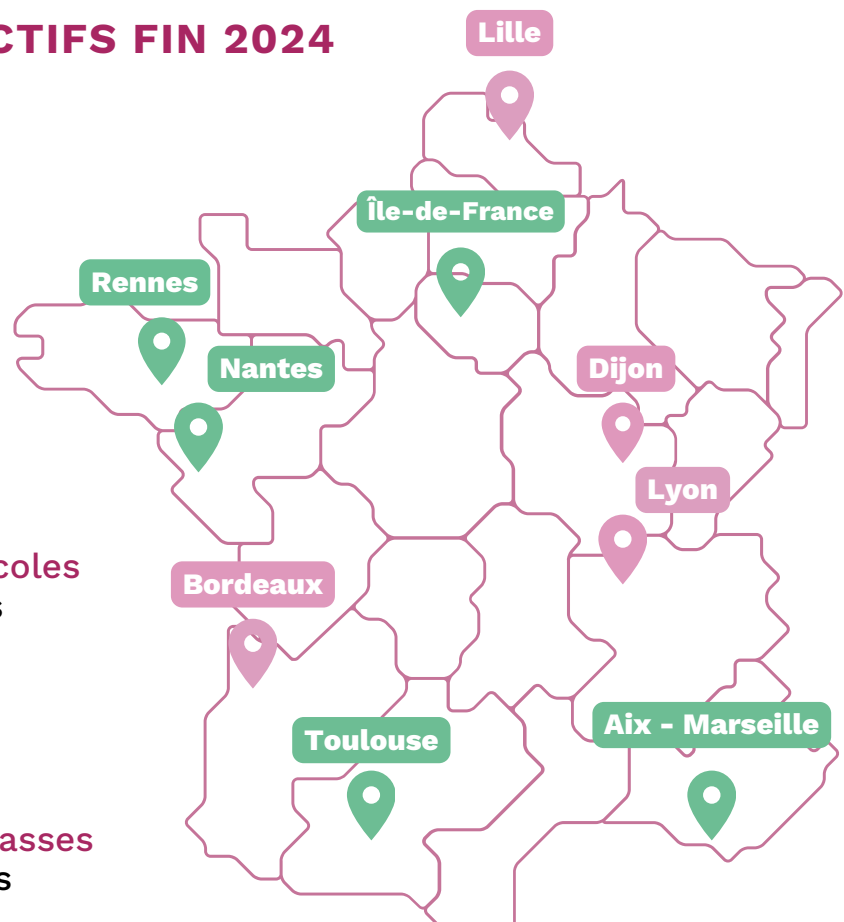 CTIFS FIN 2024
Lille
Île-de-France
Rennes
Nantes
Dijon
Lyon
coles
s
Bordeaux
Aix - Marseille
Toulouse
asses
s